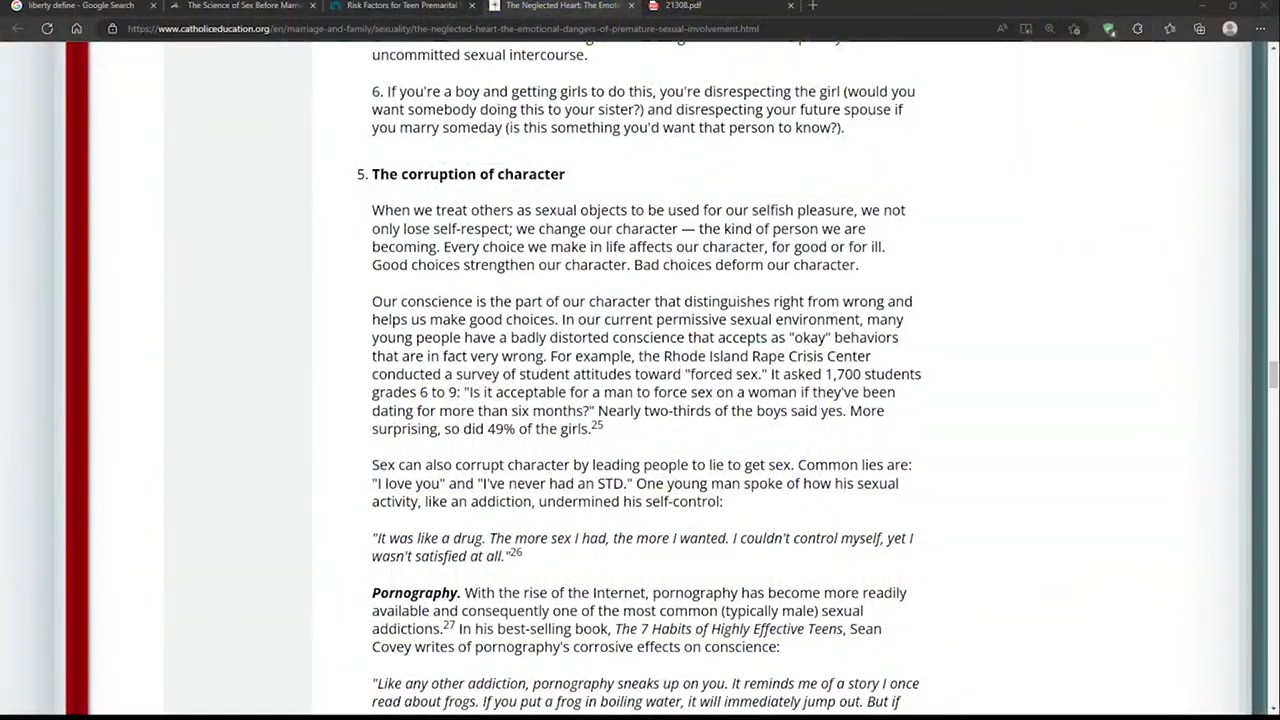 liberty define - Google Search
The Science of Sex Before Marri
Risk Factors for Teen Premarital
The Neglected Heart: The Emoti
21308.pdf
https://www.catholiceducation.org/en/marriage-and-family/sexuality/the-neglected-heart-the-emotional-dangers-of-premature-sexual-involvement.html
uncommitted sexual intercourse.
6. If you're a boy and getting girls to do this, you're disrespecting the girl (would you
want somebody doing this to your sister?) and disrespecting your future spouse if
you marry someday (is this something you'd want that person to know?).
5. The corruption of character
When we treat others as sexual objects to be used for our selfish pleasure, we not
only lose self-respect; we change our character — the kind of person we are
becoming. Every choice we make in life affects our character, for good or for ill.
Good choices strengthen our character. Bad choices deform our character.
Our conscience is the part of our character that distinguishes right from wrong and
helps us make good choices. In our current permissive sexual environment, many
young people have a badly distorted conscience that accepts as "okay" behaviors
that are in fact very wrong. For example, the Rhode Island Rape Crisis Center
conducted a survey of student attitudes toward "forced sex." It asked 1,700 students
grades 6 to 9: "Is it acceptable for a man to force sex on a woman if they've been
dating for more than six months?" Nearly two-thirds of the boys said yes. More
surprising, so did 49% of the girls.25
Sex can also corrupt character by leading people to lie to get sex. Common lies are:
"I love you" and "I've never had an STD." One young man spoke of how his sexual
activity, like an addiction, undermined his self-control:
"It was like a drug. The more sex I had, the more I wanted. I couldn't control myself, yet I
wasn't satisfied at all."26
Pornography. With the rise of the Internet, pornography has become more readily
available and consequently one of the most common (typically male) sexual
addictions.27 In his best-selling book, The 7 Habits of Highly Effective Teens, Sean
Covey writes of pornography's corrosive effects on conscience:
"Like any other addiction, pornography sneaks up on you. It reminds me of a story I once
read about frogs. If you put a frog in boiling water, it will immediately jump out. But if